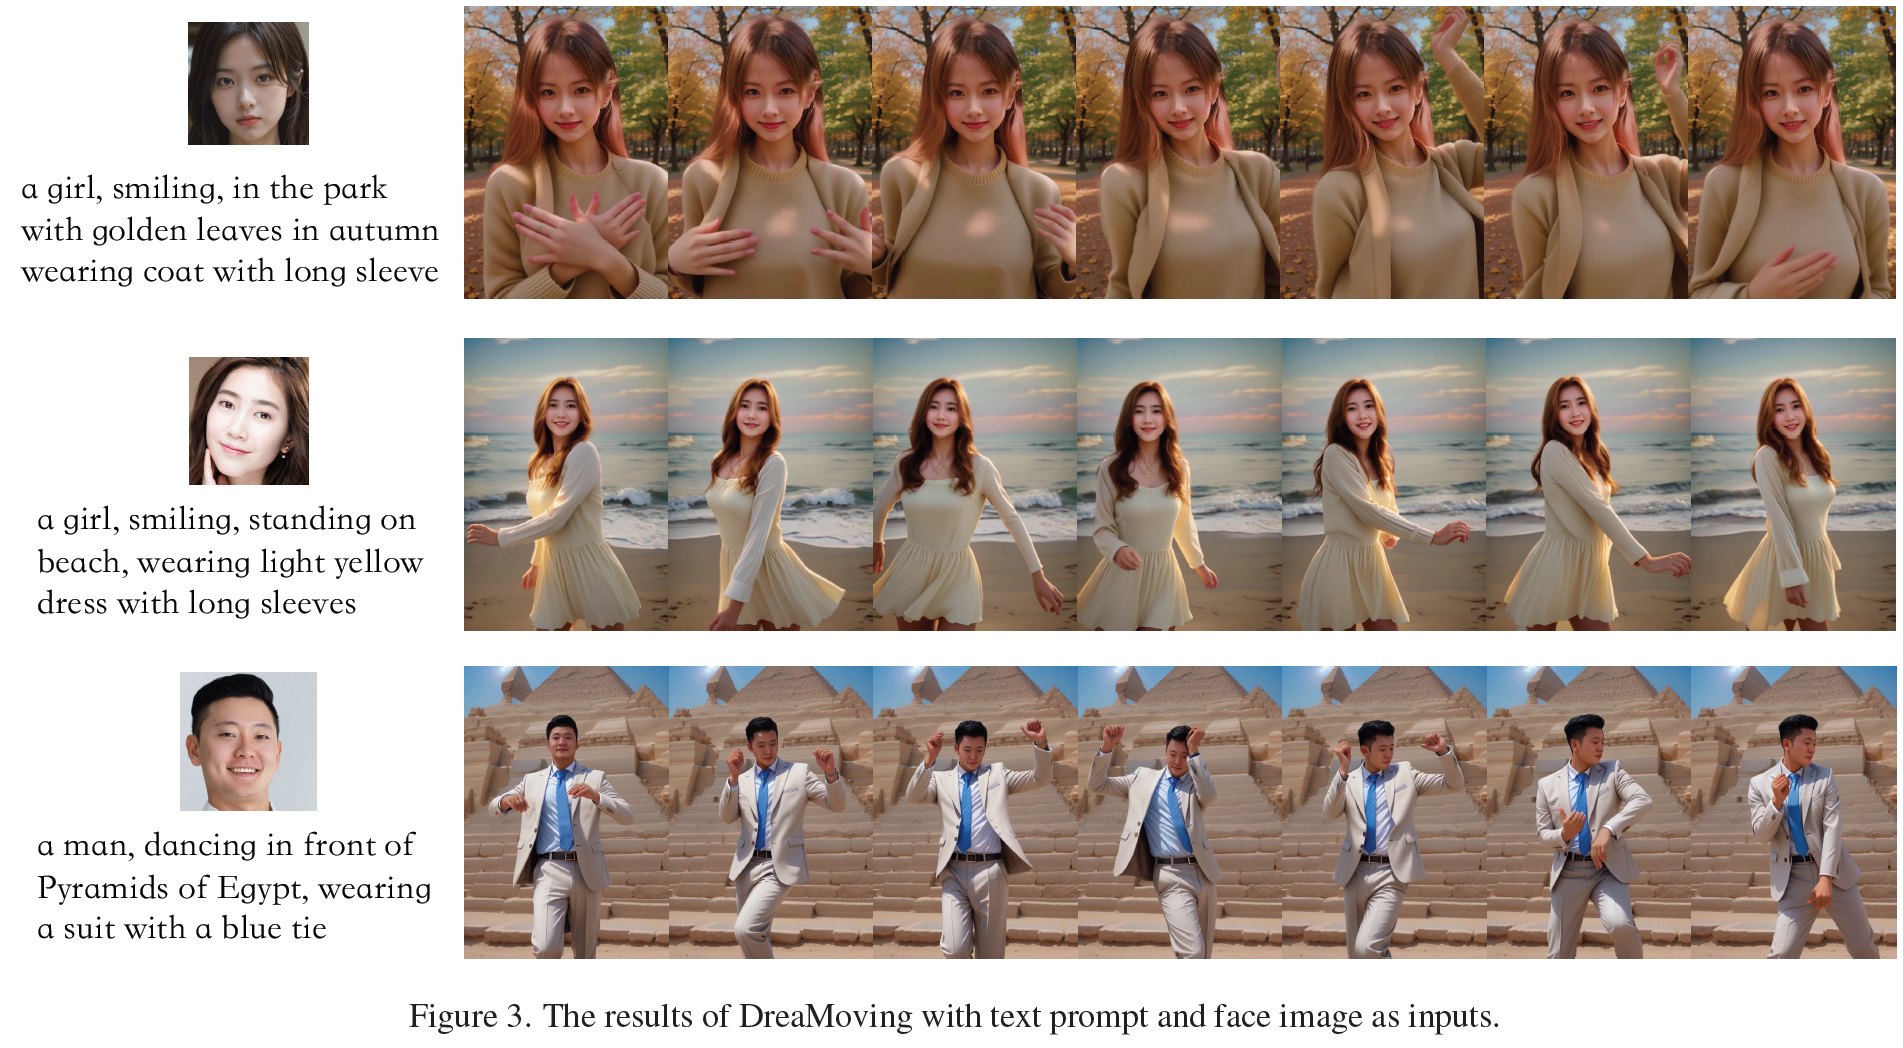 a girl, smiling, in the park
with golden leaves in autumn
wearing coat with long sleeve
a girl, smiling, standing on
beach, wearing light yellow
dress with long sleeves
a man, dancing in front of
Pyramids of Egypt, wearing
a suit with a blue tie
Figure 3. The results of DreaMoving with text prompt and face image as inputs.